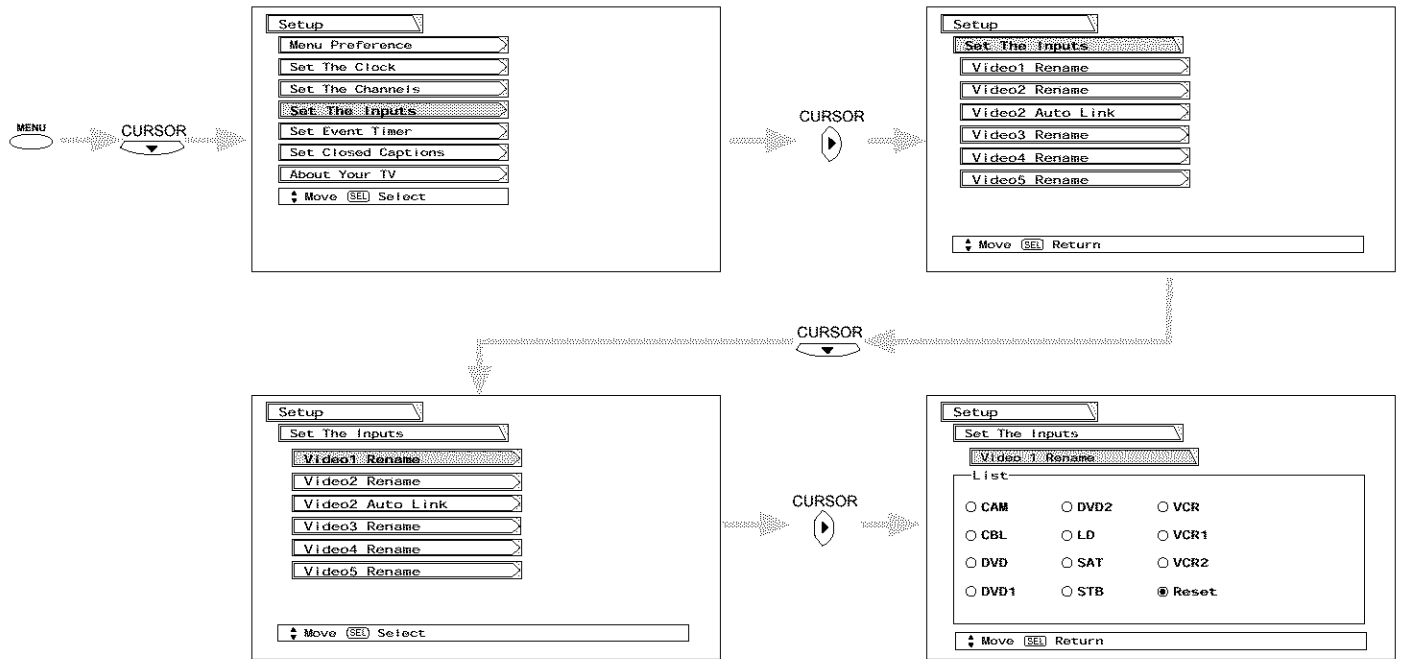 MENU
CURSOR
Setup
Menu Preference
Set The Clock
Set The Channels
Set The Inputs
Set Event Timer
Set Closed Captions
About Your TV
Move SEL Select
CURSOR
Setup
Set The Inputs
Video1 Rename
Video2 Rename
Video2 Auto Link
Video3 Rename
Video4 Rename
Video5 Rename
Move SEL Return
CURSOR
Setup
Set The Inputs
Video1 Rename
Video2 Rename
Video2 Auto Link
Video3 Rename
Video4 Rename
Video5 Rename
Move SEL Select
CURSOR
Setup
Set The Inputs
Video 1 Rename
List
CAM DVD2 VCR
CBL LD VCR1
DVD SAT VCR2
DVD1 STB Reset
Move SEL Return